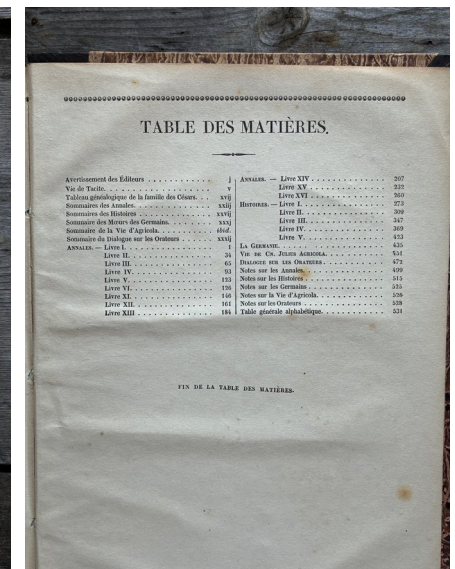 TABLE DES MATIÈRES.
Avertissement des Éditeurs . . . . . . . . . . . j
Vie de Tacite. . . . . . . . . . . v
Tableau généalogique de la famille des Césars. . . xvij
Sommaires des Annales. . . . . . . . . . . xxiij
Sommaires des Histoires . . . . . . . . . . . xxvij
Sommaire des Mœurs des Germains. . . . . . . . . . . xxxj
Sommaire de la Vie d'Agricola. . . . . . . . . . . ibid.
Sommaire du Dialogue sur les Orateurs . . . . . . . xxxij
ANNALES. — Livre I. . . . . . . . . . . 1
Livre II. . . . . . . . . . . 34
Livre III. . . . . . . . . . . 65
Livre IV. . . . . . . . . . . 93
Livre V. . . . . . . . . . . 123
Livre VI. . . . . . . . . . . 126
Livre XI. . . . . . . . . . . 146
Livre XII. . . . . . . . . . . 161
Livre XIII . . . . . . . . . . . 184
ANNALES. — Livre XIV . . . . . . . . . . . 207
Livre XV . . . . . . . . . . . 232
Livre XVI . . . . . . . . . . . 260
HISTOIRES. — Livre I. . . . . . . . . . . 273
Livre II. . . . . . . . . . . 309
Livre III. . . . . . . . . . . 347
Livre IV. . . . . . . . . . . 369
Livre V. . . . . . . . . . . 423
LA GERMANIE. . . . . . . . . . . 435
VIE DE CN. JULIUS AGRICOLA. . . . . . . . . . . 451
DIALOGUE SUR LES ORATEURS. . . . . . . . . . . 472
Notes sur les Annales. . . . . . . . . . . 499
Notes sur les Histoires . . . . . . . . . . . 515
Notes sur les Germains . . . . . . . . . . . 525
Notes sur la Vie d'Agricola. . . . . . . . . . . 526
Notes sur les Orateurs . . . . . . . . . . . 528
Table générale alphabétique. . . . . . . . . . . 531
FIN DE LA TABLE DES MATIÈRES.